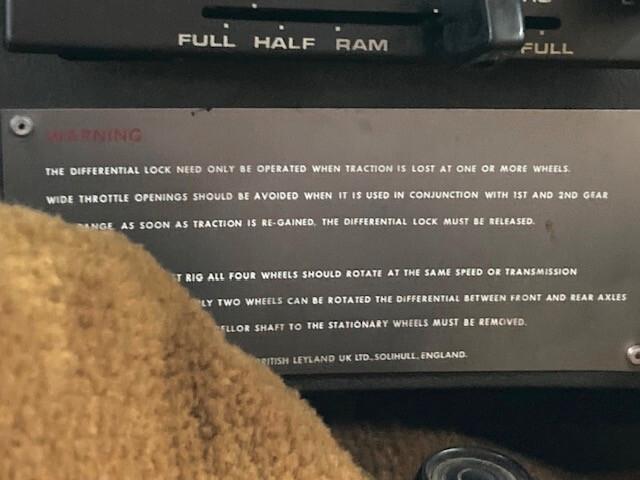 FULL HALF RAM
FULL
WARNING
THE DIFFERENTIAL LOCK NEED ONLY BE OPERATED WHEN TRACTION IS LOST AT ONE OR MORE WHEELS.
WIDE THROTTLE OPENINGS SHOULD BE AVOIDED WHEN IT IS USED IN CONJUNCTION WITH 1ST AND 2ND GEAR
AS SOON AS TRACTION IS RE-GAINED, THE DIFFERENTIAL LOCK MUST BE RELEASED.
RIG ALL FOUR WHEELS SHOULD ROTATE AT THE SAME SPEED OR TRANSMISSION
TWO WHEELS CAN BE ROTATED THE DIFFERENTIAL BETWEEN FRONT AND REAR AXLES
SHAFT TO THE STATIONARY WHEELS MUST BE REMOVED.
LEYLAND UK LTD., SOLIHULL, ENGLAND.